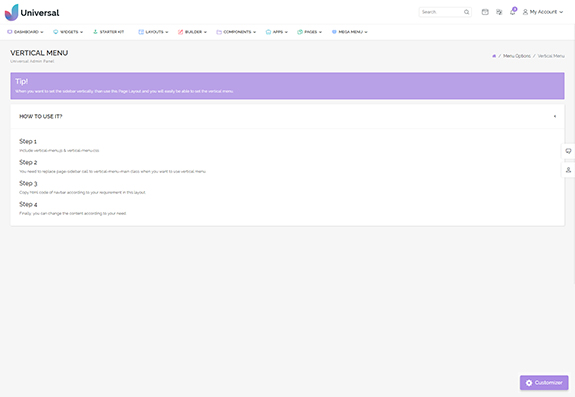 Universal
Search
My Account
DASHBOARD WIDGETS STARTER KIT LAYOUTS BUILDER COMPONENTS APPS PAGES MEGA MENU
VERTICAL MENU
Universal Admin Panel
/ Menu Options / Vertical Menu
Tip!
When you want to set the sidebar vertically, then use this Page Layout and you will easily be able to set the vertical menu.
HOW TO USE IT?
Step 1
Include vertical-menu.js & vertical-menu.css
Step 2
You need to replace page-sidebar call to vertical-menu-main class when you want to use vertical menu
Step 3
Copy html code of navbar according to your requirement in this layout
Step 4
Finally, you can change the content according to your need.
Customizer